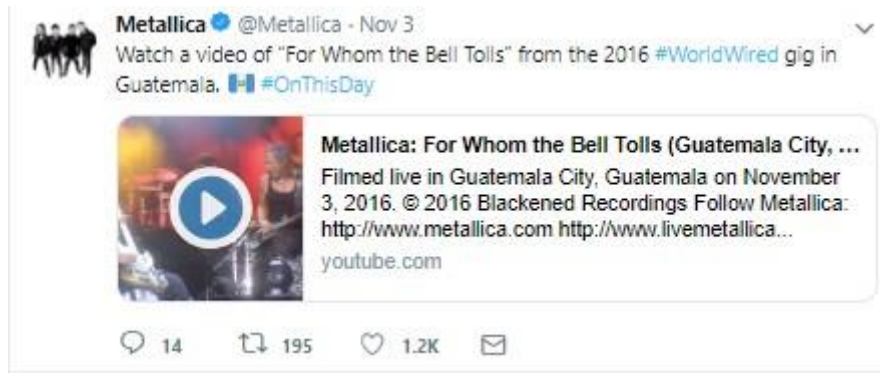 Metallica @Metallica · Nov 3
Watch a video of "For Whom the Bell Tolls" from the 2016 #WorldWired gig in
Guatemala. 🇬🇹 #OnThisDay
Metallica: For Whom the Bell Tolls (Guatemala City, ...
Filmed live in Guatemala City, Guatemala on November
3, 2016. © 2016 Blackened Recordings Follow Metallica:
http://www.metallica.com http://www.livemetallica...
youtube.com
14 195 1.2K